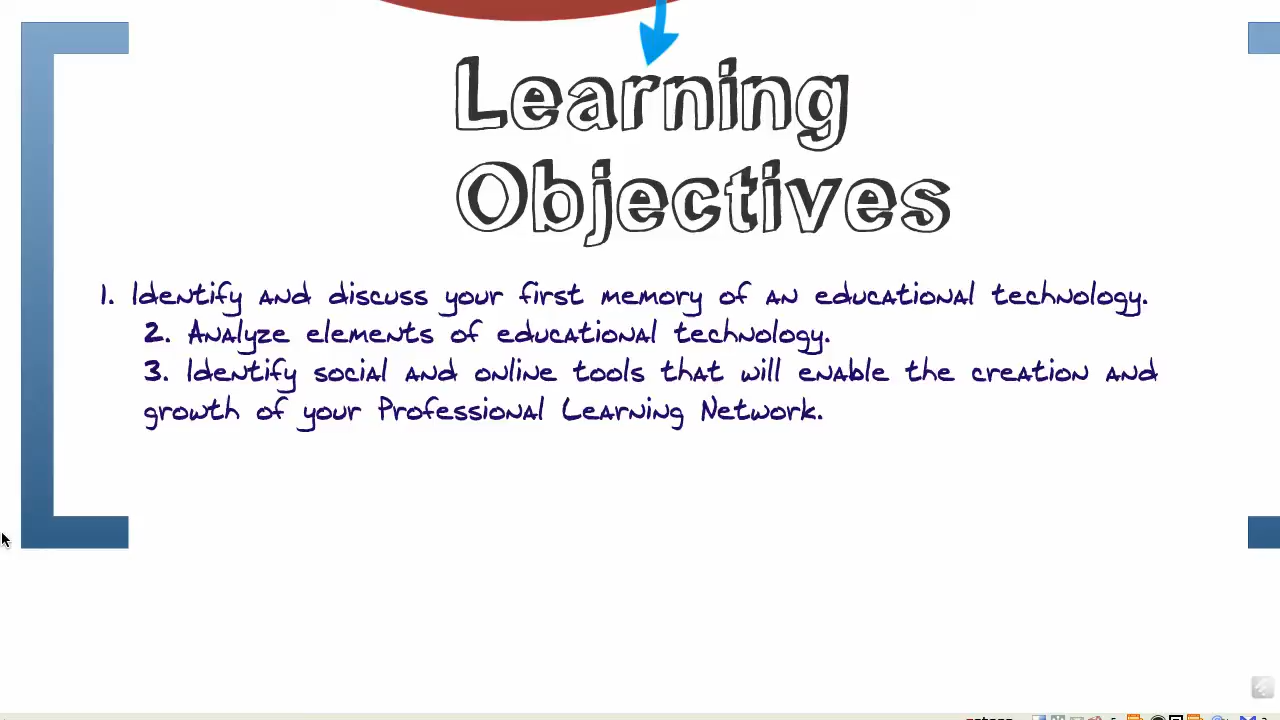 Learning
Objectives
1. Identify and discuss your first memory of an educational technology.
2. Analyze elements of educational technology.
3. Identify social and online tools that will enable the creation and
growth of your Professional Learning Network.